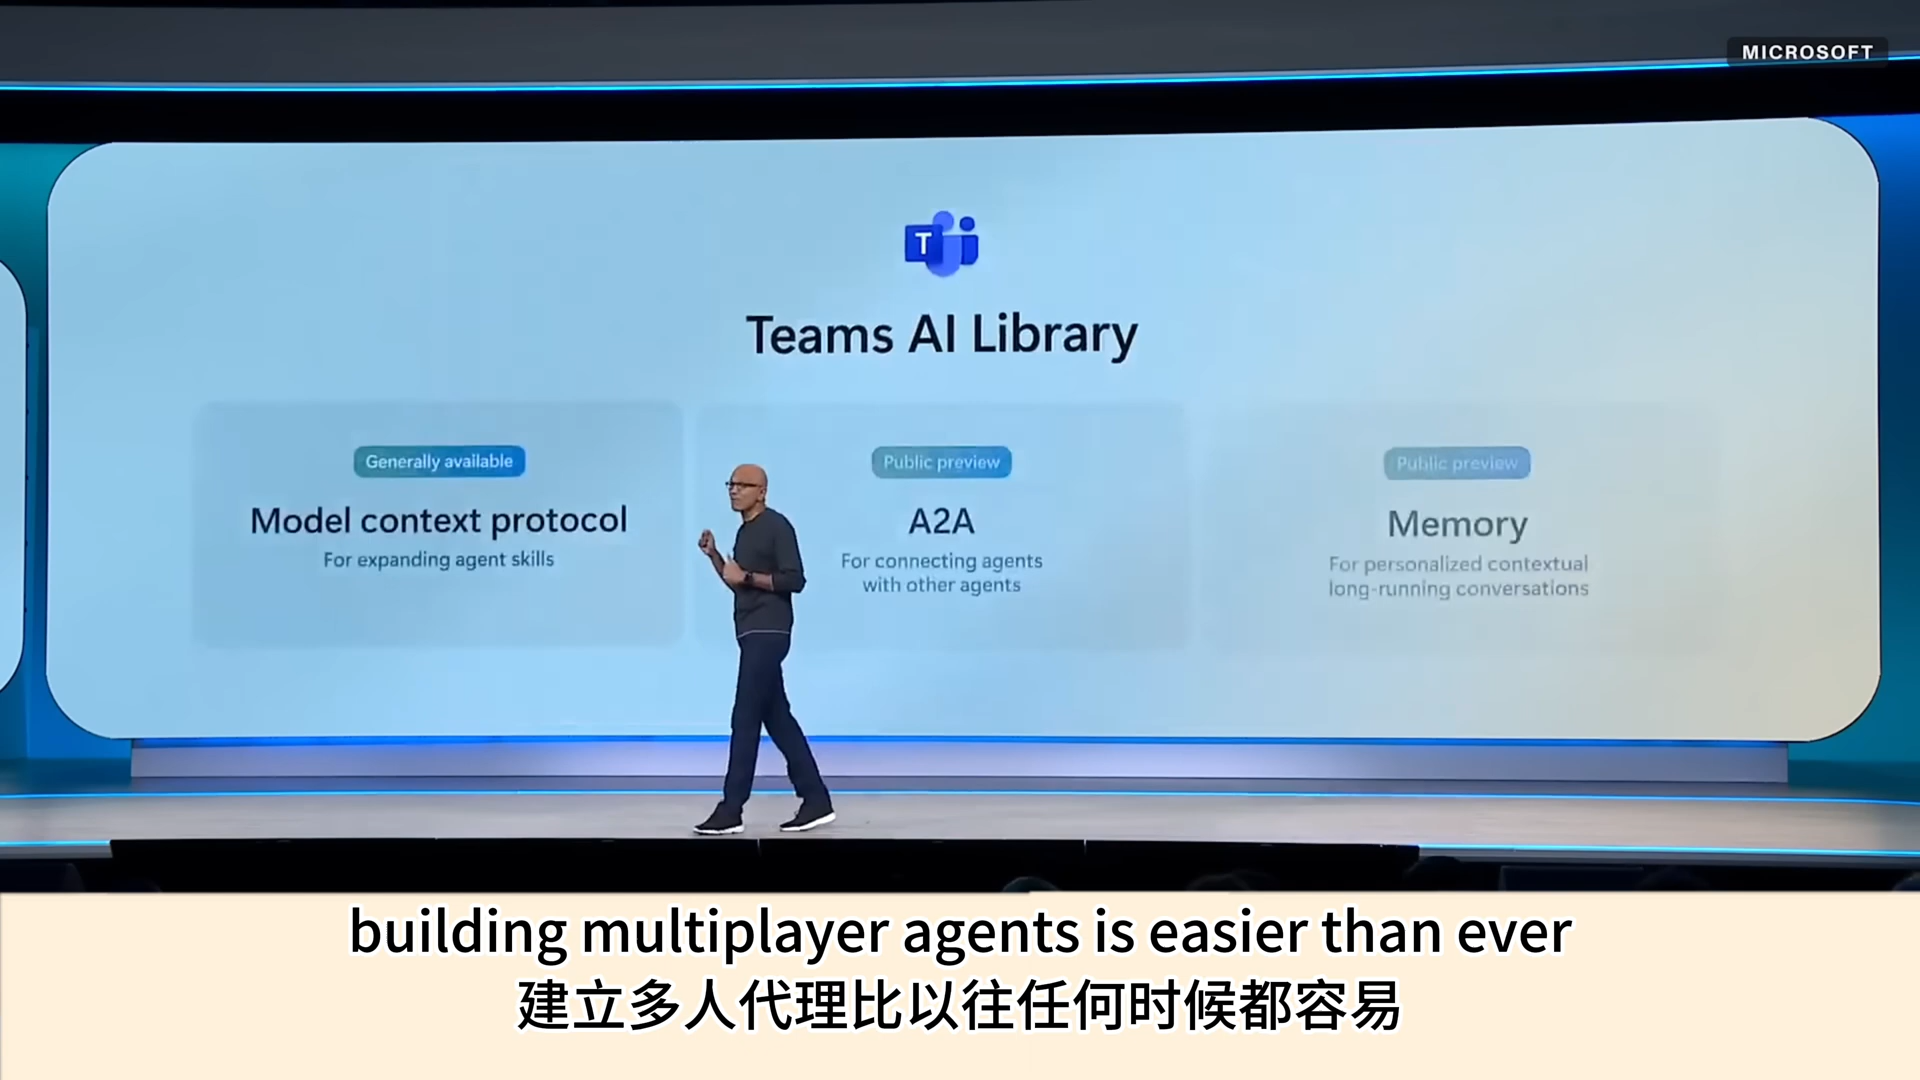 MICROSOFT
T
Teams AI Library
Generally available
Model context protocol
For expanding agent skills
Public preview
A2A
For connecting agents
with other agents
Public preview
Memory
For personalized contextual
long-running conversations
building multiplayer agents is easier than ever
建立多人代理比以往任何时候都容易